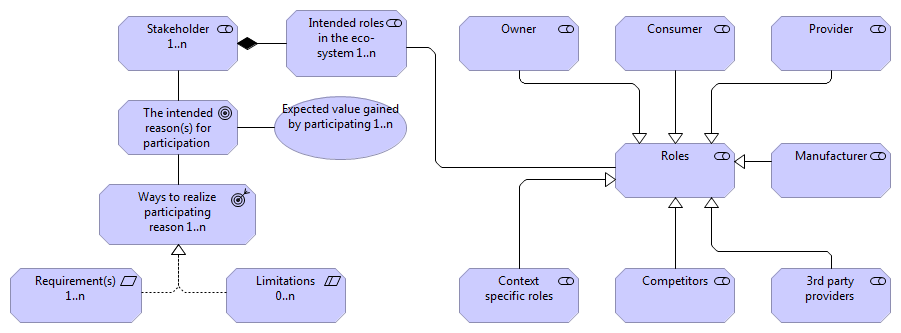 Stakeholder
1..n
Intended roles
in the eco-
system 1..n
Owner
Consumer
Provider
The intended
reason(s) for
participation
Expected value gained
by participating 1..n
Roles
Manufacturer
Ways to realize
participating
reason 1..n
Requirement(s)
1..n
Limitations
0..n
Context
specific roles
Competitors
3rd party
providers